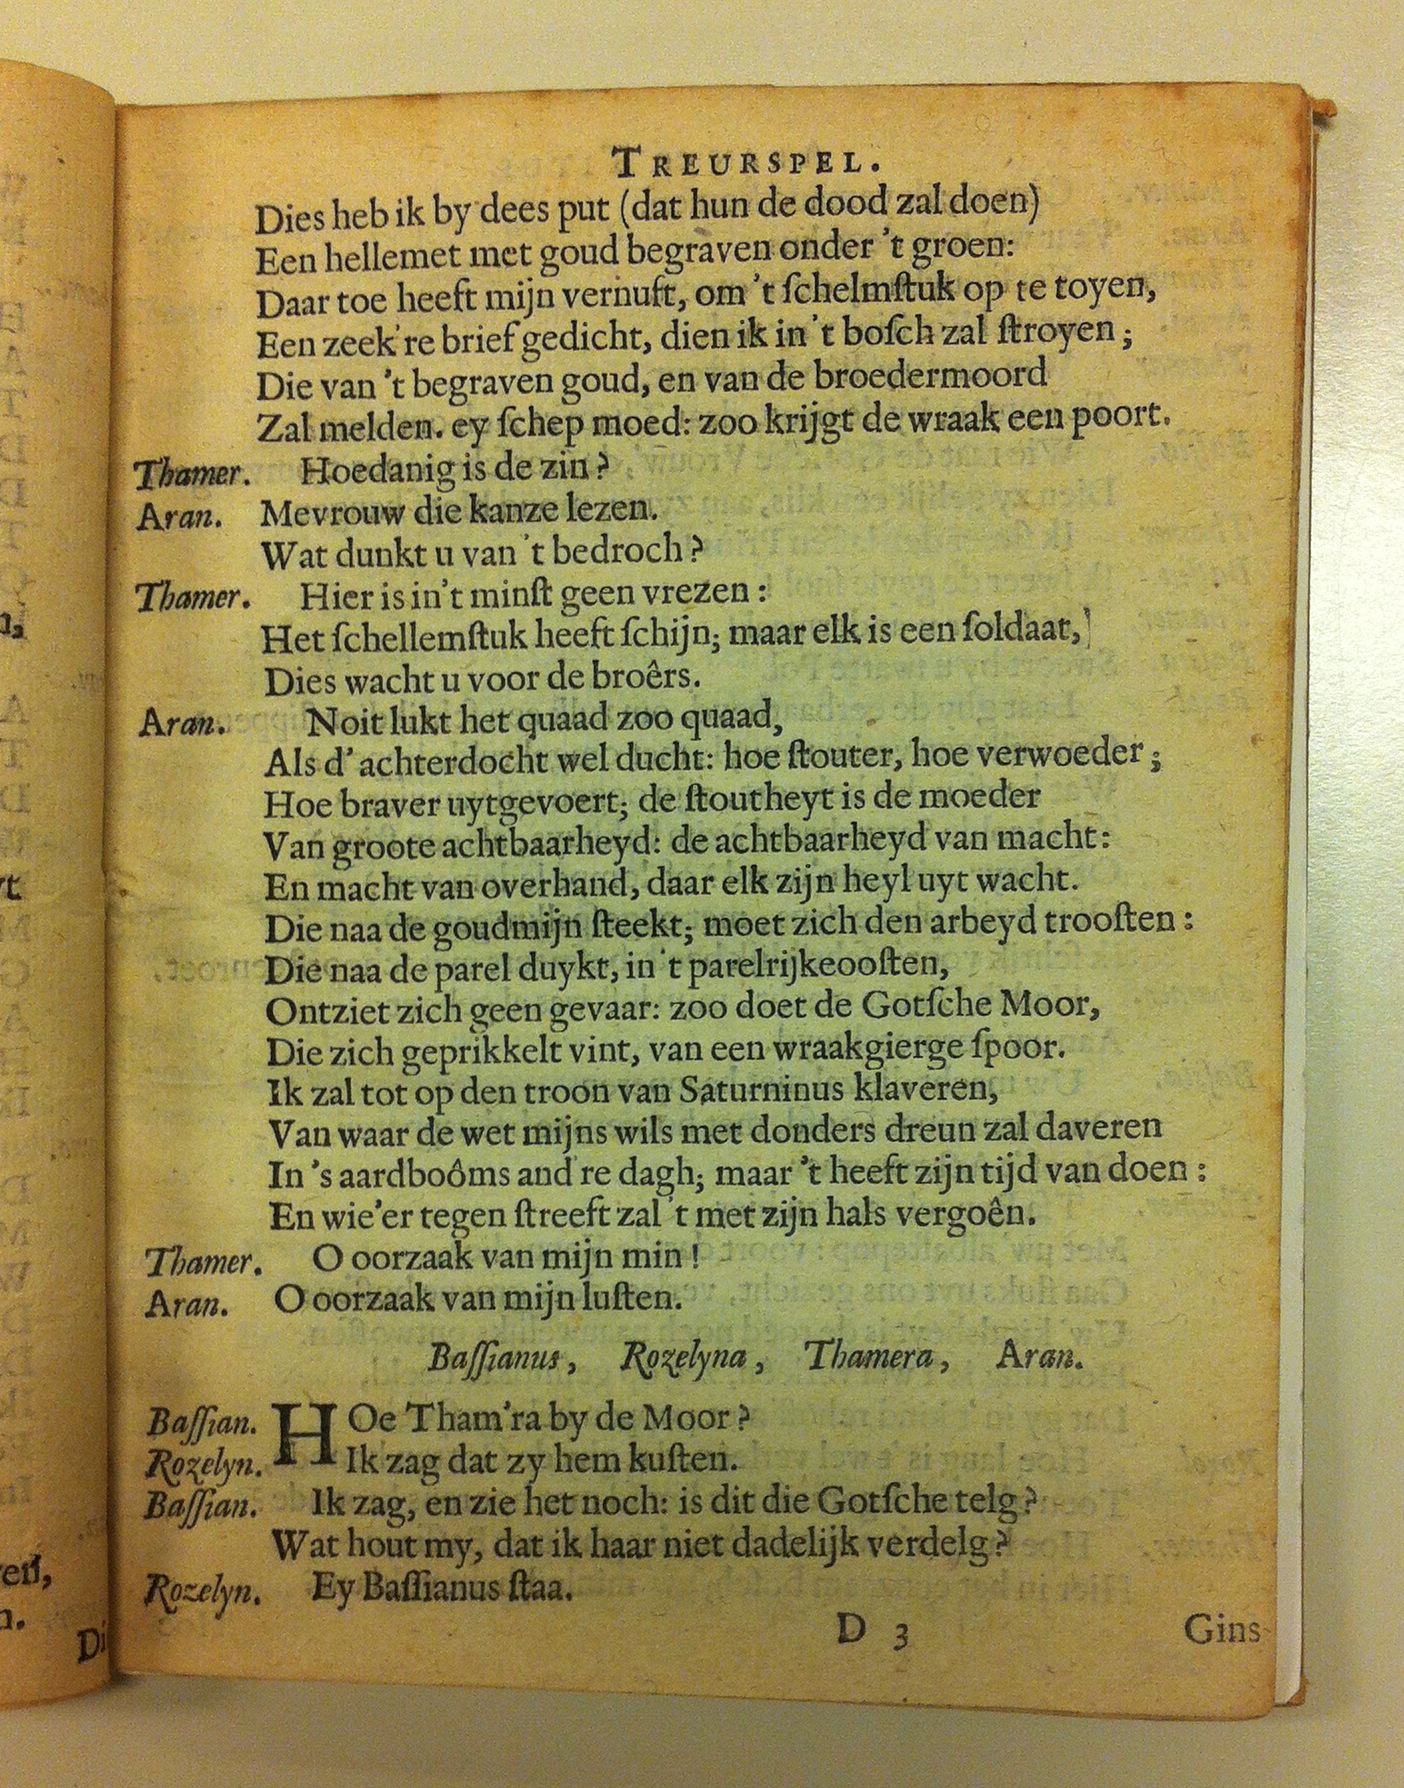 TREURSPEL.
Dies heb ik by dees put (dat hun de dood zal doen)
Een hellemet met goud begraven onder 't groen:
Daar toe heeft mijn vernuft, om 't ſchelmſtuk op te toyen,
Een zeek're brief gedicht, dien ik in 't boſch zal ſtroyen;
Die van 't begraven goud, en van de broedermoord
Zal melden. ey ſchep moed: zoo krijgt de wraak een poort.
Thamer. Hoedanig is de zin?
Aran. Mevrouw die kanze lezen.
Wat dunkt u van 't bedroch?
Thamer. Hier is in't minſt geen vrezen:
Het ſchellemſtuk heeft ſchijn; maar elk is een ſoldaat,
Dies wacht u voor de broêrs.
Aran. Noit lukt het quaad zoo quaad,
Als d'achterdocht wel ducht: hoe ſtouter, hoe verwoeder;
Hoe braver uytgevoert; de ſtoutheyt is de moeder
Van groote achtbaarheyd: de achtbaarheyd van macht:
En macht van overhand, daar elk zijn heyl uyt wacht.
Die naa de goudmijn ſteekt; moet zich den arbeyd trooſten:
Die naa de parel duykt, in 't parelrijkeooſten,
Ontziet zich geen gevaar: zoo doet de Gotſche Moor,
Die zich geprikkelt vint, van een wraakgierge ſpoor.
Ik zal tot op den troon van Saturninus klaveren,
Van waar de wet mijns wils met donders dreun zal daveren
In 's aardboôms and're dagh; maar 't heeft zijn tijd van doen:
En wie'er tegen ſtreeft zal 't met zijn hals vergoên.
Thamer. O oorzaak van mijn min!
Aran. O oorzaak van mijn luſten.
Baſſianus, Rozelyna, Thamera, Aran.
Baſſian. HOe Tham'ra by de Moor?
Rozelyn. Ik zag dat zy hem kuſten.
Baſſian. Ik zag, en zie het noch: is dit die Gotſche telg?
Wat hout my, dat ik haar niet dadelijk verdelg?
Rozelyn. Ey Baſſianus ſtaa.
D 3 Gins